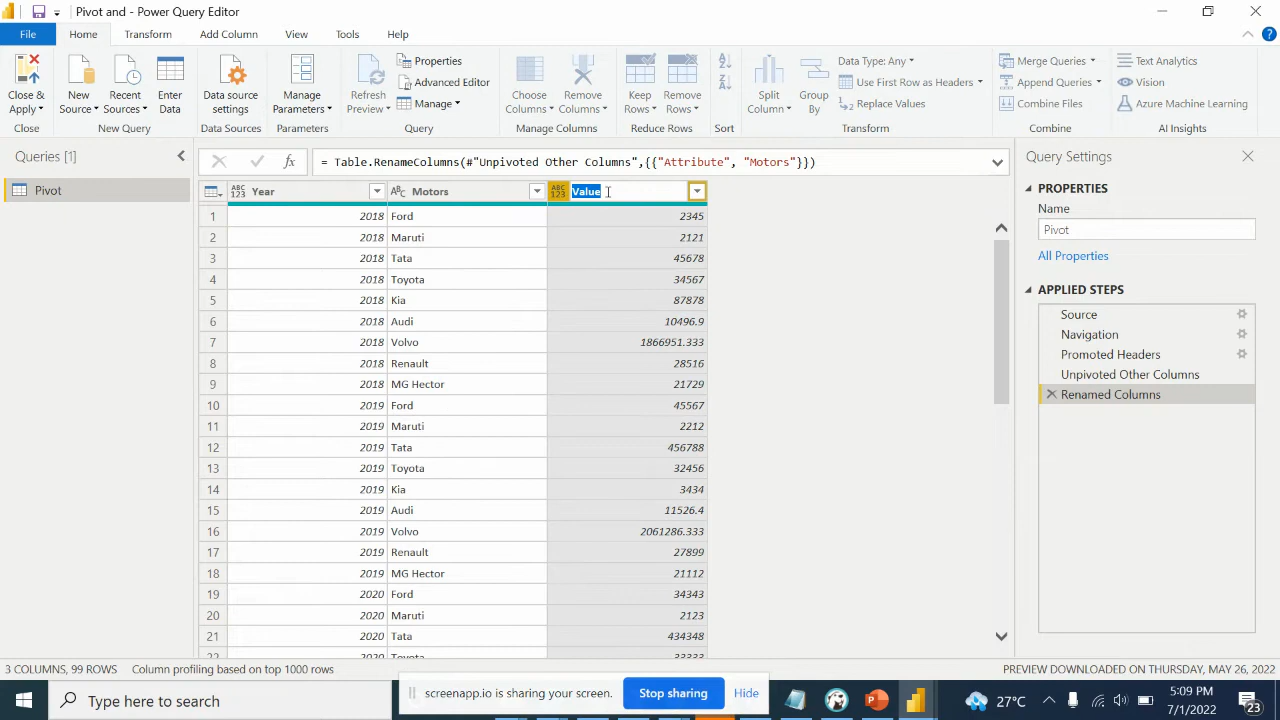 Pivot and - Power Query Editor
File Home Transform Add Column View Tools Help
Close & Apply
New Source
Recent Sources
Enter Data
Data source settings
Manage Parameters
Refresh Preview
Properties
Advanced Editor
Manage
Choose Columns
Remove Columns
Keep Rows
Remove Rows
Split Column
Group By
Data Type: Any
Use First Row as Headers
Replace Values
Merge Queries
Append Queries
Combine Files
Text Analytics
Vision
Azure Machine Learning
Close New Query Data Sources Parameters Query Manage Columns Reduce Rows Sort Transform Combine AI Insights
Queries [1]
Pivot
fx = Table.RenameColumns(#"Unpivoted Other Columns",{{"Attribute", "Motors"}})
ABC 123 Year ABC Motors ABC 123 Value
1 2018 Ford 2345
2 2018 Maruti 2121
3 2018 Tata 45678
4 2018 Toyota 34567
5 2018 Kia 87878
6 2018 Audi 10496.9
7 2018 Volvo 1866951.333
8 2018 Renault 28516
9 2018 MG Hector 21729
10 2019 Ford 45567
11 2019 Maruti 2212
12 2019 Tata 456788
13 2019 Toyota 32456
14 2019 Kia 3434
15 2019 Audi 11526.4
16 2019 Volvo 2061286.333
17 2019 Renault 27899
18 2019 MG Hector 21112
19 2020 Ford 34343
20 2020 Maruti 2123
21 2020 Tata 434348
22 2020 Toyota 33333
Query Settings
PROPERTIES
Name
Pivot
All Properties
APPLIED STEPS
Source
Navigation
Promoted Headers
Unpivoted Other Columns
Renamed Columns
3 COLUMNS, 99 ROWS Column profiling based on top 1000 rows
PREVIEW DOWNLOADED ON THURSDAY, MAY 26, 2022
Type here to search
screenapp.io is sharing your screen. Stop sharing Hide
27°C
5:09 PM
7/1/2022
23